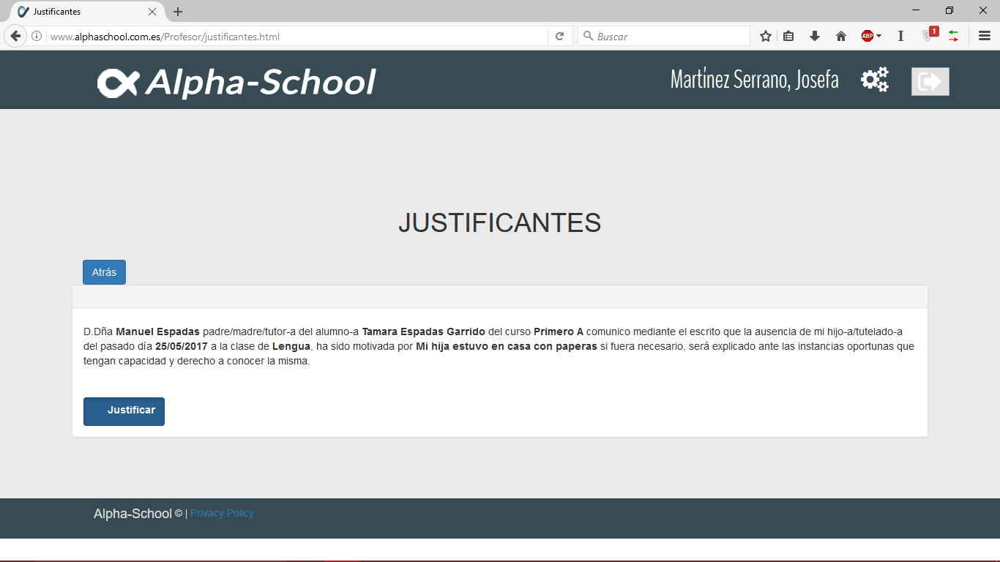 Justificantes
www.alphaschool.com.es/Profesor/justificantes.html
Buscar
ABP
1
Alpha-School
Martínez Serrano, Josefa
JUSTIFICANTES
Atrás
D.Dña Manuel Espadas padre/madre/tutor-a del alumno-a Tamara Espadas Garrido del curso Primero A comunico mediante el escrito que la ausencia de mi hijo-a/tutelado-a
del pasado día 25/05/2017 a la clase de Lengua, ha sido motivada por Mi hija estuvo en casa con paperas si fuera necesario, será explicado ante las instancias oportunas que
tengan capacidad y derecho a conocer la misma.
Justificar
Alpha-School © | Privacy Policy